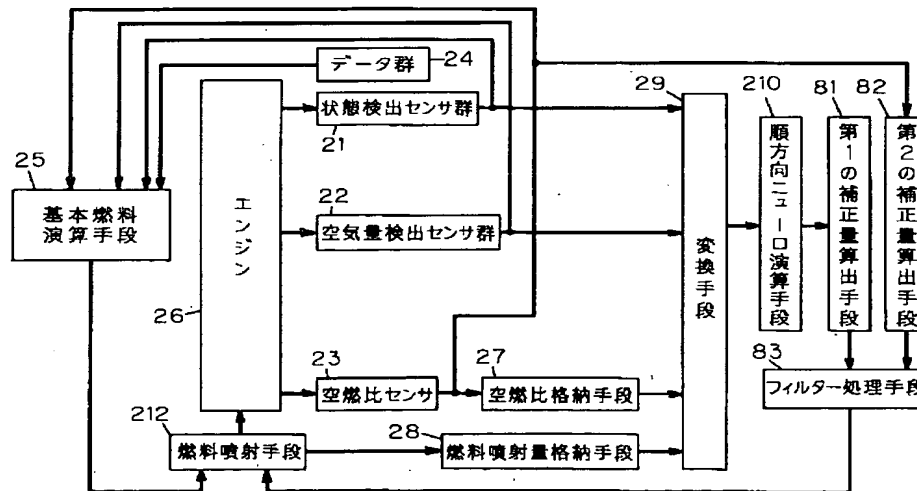 データ群
24
29
210
81
82
状態検出センサ群
21
25
基本燃料
演算手段
エンジン
22
空気量検出センサ群
変換手段
順方向ニューロ演算手段
第1の補正量算出手段
第2の補正量算出手段
26
23
空燃比センサ
27
空燃比格納手段
83
フィルター処理手段
212
燃料噴射手段
28
燃料噴射量格納手段